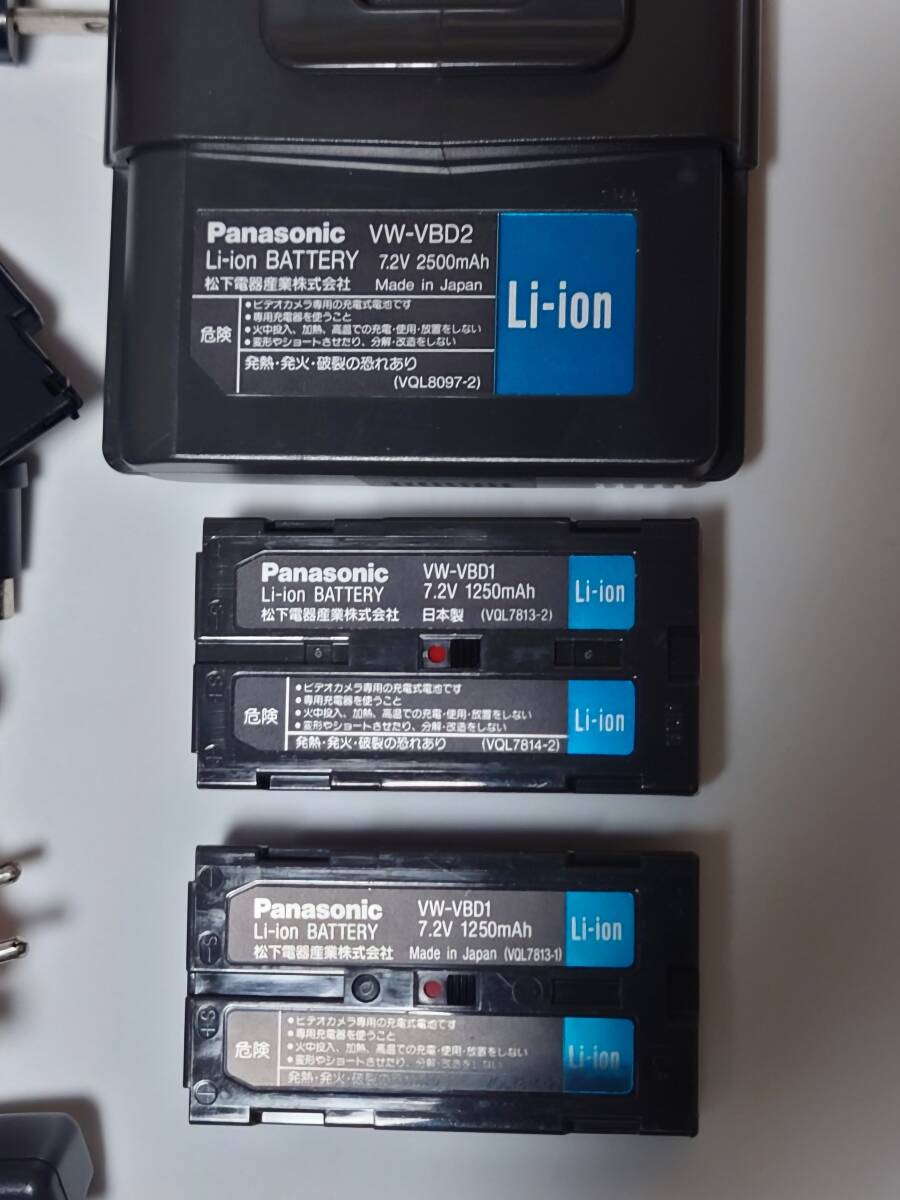 Panasonic VW-VBD2
Li-ion BATTERY 7.2V 2500mAh
松下電器産業株式会社 Made in Japan
Li-ion
危険
●ビデオカメラ専用の充電式電池です
●専用充電器を使うこと
●火中投入、加熱、高温での充電・使用・放置をしない
●変形やショートさせたり、分解・改造をしない
発熱・発火・破裂の恐れあり
(VQL8097-2)
Panasonic VW-VBD1
Li-ion BATTERY 7.2V 1250mAh
松下電器産業株式会社 日本製 (VQL7813-2)
Li-ion
危険
●ビデオカメラ専用の充電式電池です
●専用充電器を使うこと
●火中投入、加熱、高温での充電・使用・放置をしない
●変形やショートさせたり、分解・改造をしない
発熱・発火・破裂の恐れあり (VQL7814-2)
Li-ion
Panasonic VW-VBD1
Li-ion BATTERY 7.2V 1250mAh
松下電器産業株式会社 Made in Japan (VQL7813-1)
Li-ion
危険
●ビデオカメラ専用の充電式電池です
●専用充電器を使うこと
●火中投入、加熱、高温での充電・使用・放置をしない
●変形やショートさせたり、分解・改造をしない
発熱・発火・破裂の恐れあり
Li-ion